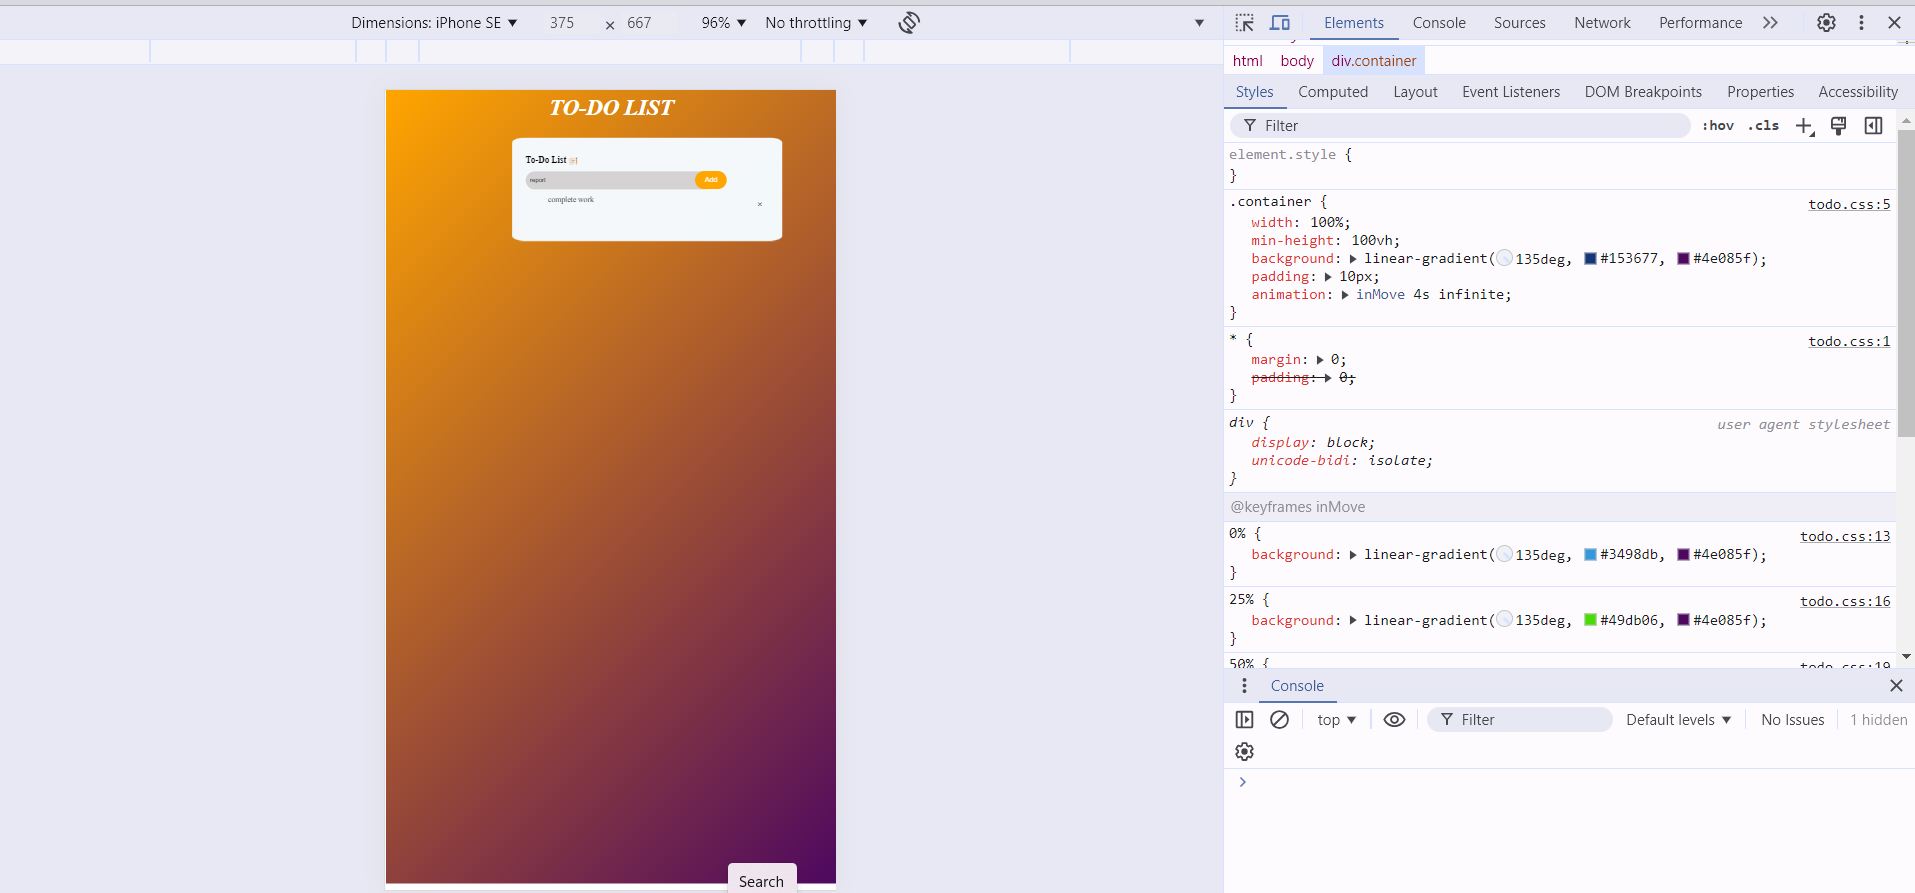 Dimensions: iPhone SE ▼ 375 × 667 96% ▼ No throttling ▼
Elements Console Sources Network Performance
html body div.container
Styles Computed Layout Event Listeners DOM Breakpoints Properties Accessibility
Filter :hov .cls
element.style {
}
.container { todo.css:5
width: 100%;
min-height: 100vh;
background: linear-gradient(135deg, #153677, #4e085f);
padding: 10px;
animation: inMove 4s infinite;
}
* { todo.css:1
margin: 0;
padding: 0;
}
div { user agent stylesheet
display: block;
unicode-bidi: isolate;
}
@keyframes inMove
0% { todo.css:13
background: linear-gradient(135deg, #3498db, #4e085f);
}
25% { todo.css:16
background: linear-gradient(135deg, #49db06, #4e085f);
}
50% { todo.css:19
Console
top ▼ Filter Default levels ▼ No Issues 1 hidden
TO-DO LIST
To-Do List
report Add
complete work ×
Search